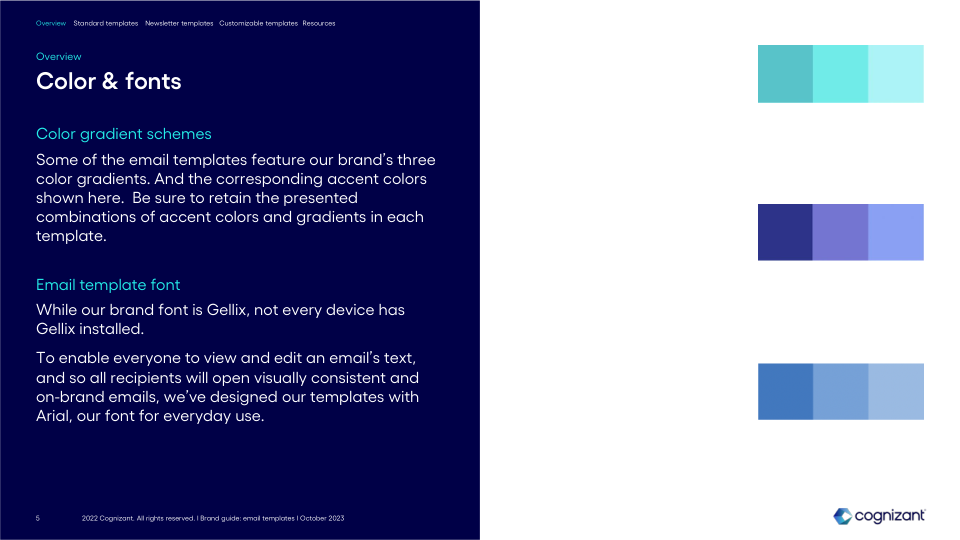 Overview Standard templates Newsletter templates Customizable templates Resources
Overview
Color & fonts
Color gradient schemes
Some of the email templates feature our brand’s three
color gradients. And the corresponding accent colors
shown here.  Be sure to retain the presented
combinations of accent colors and gradients in each
template.
Email template font
While our brand font is Gellix, not every device has
Gellix installed.
To enable everyone to view and edit an email’s text,
and so all recipients will open visually consistent and
on-brand emails, we’ve designed our templates with
Arial, our font for everyday use.
5 2022 Cognizant. All rights reserved. | Brand guide: email templates | October 2023
cognizant